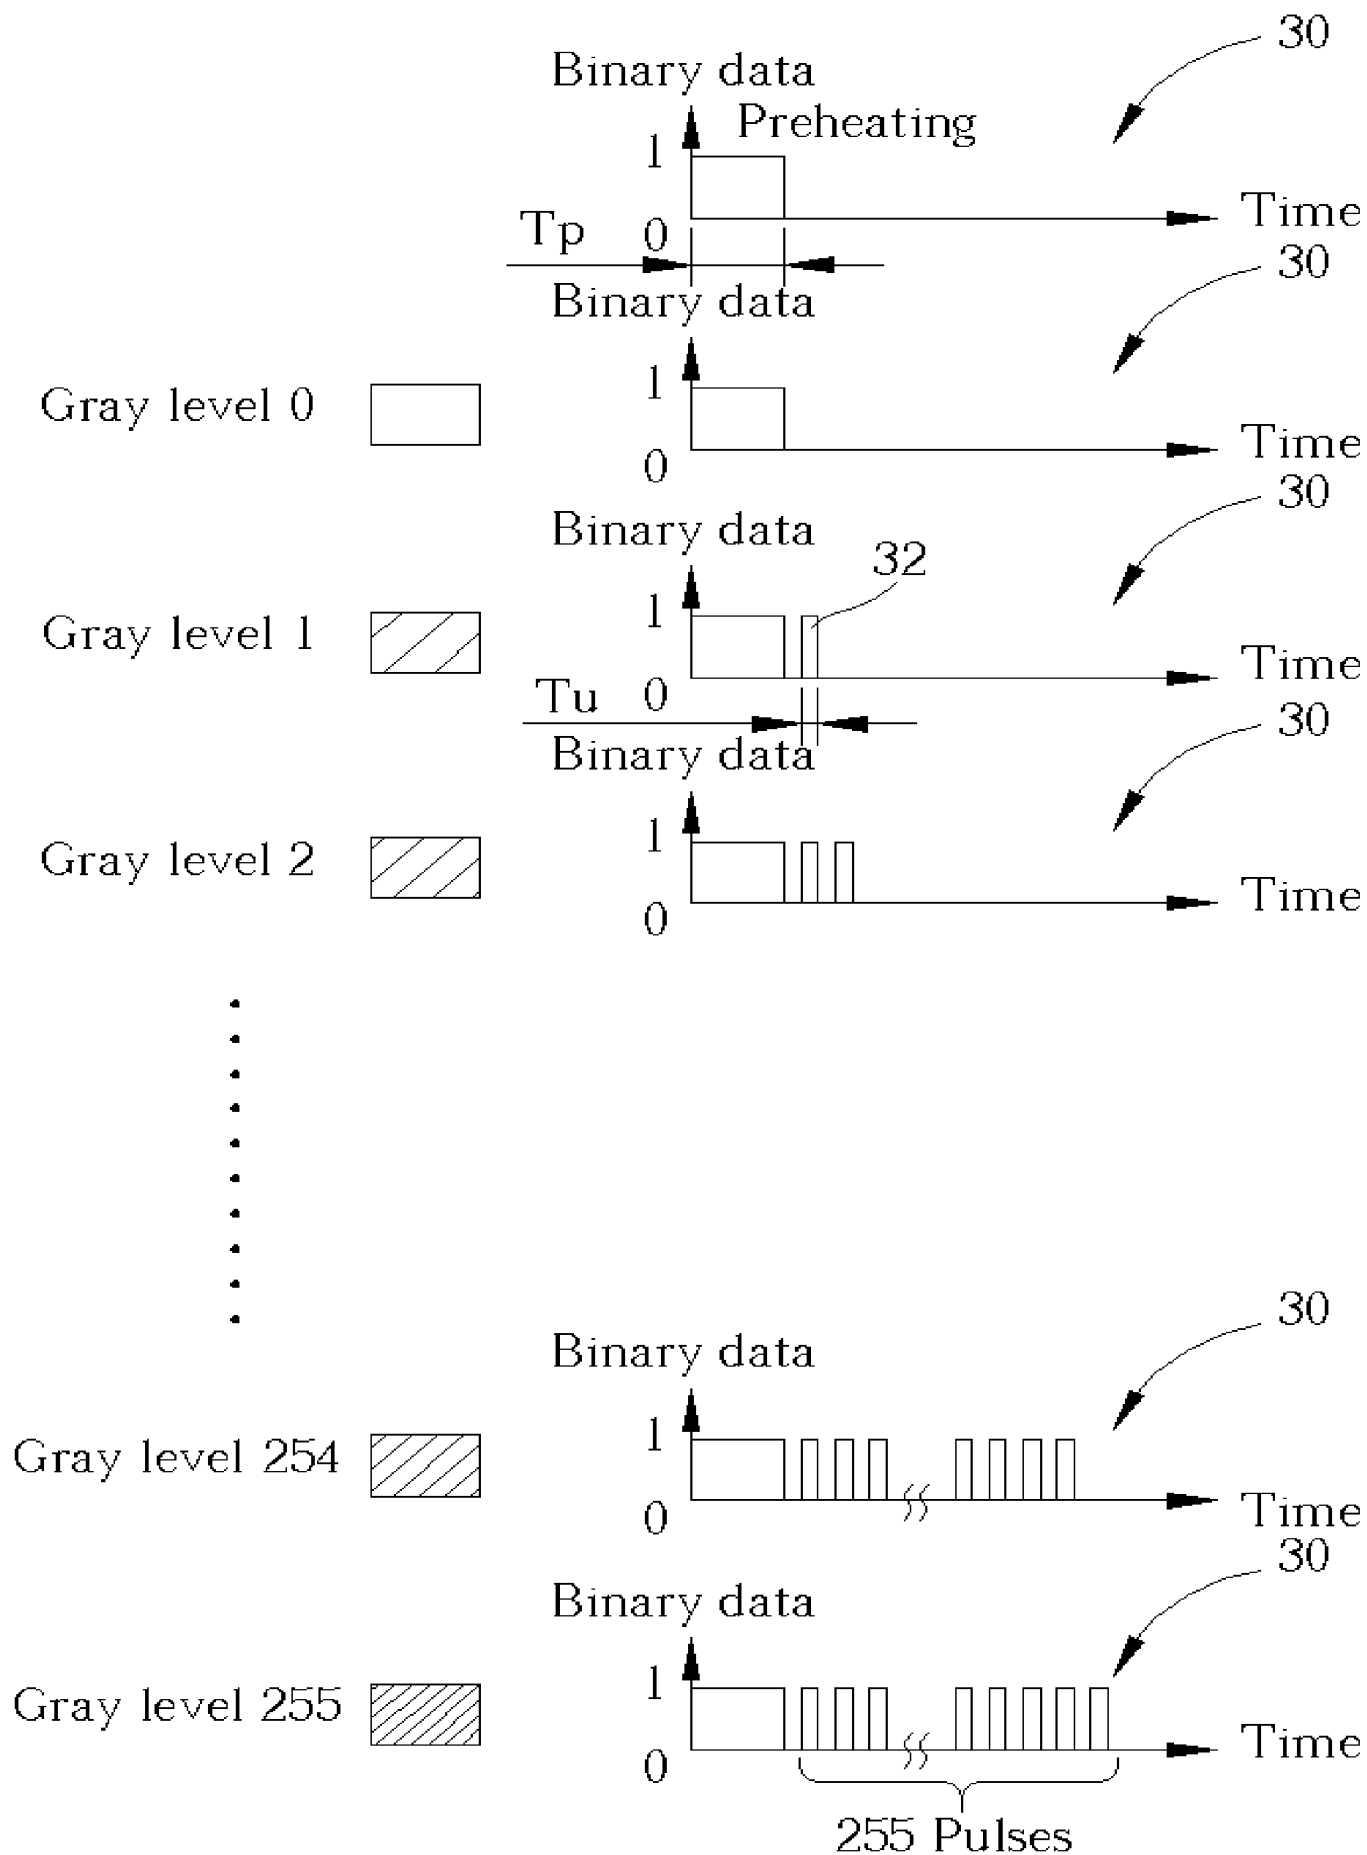 30
Binary data
Preheating
1
Time
0
Tp
30
Binary data
1
Gray level 0
Time
0
30
Binary data
32
1
Gray level 1
Time
0
Tu
30
Binary data
1
Gray level 2
Time
0
30
Binary data
1
Gray level 254
Time
0
30
Binary data
1
Gray level 255
Time
0
255 Pulses